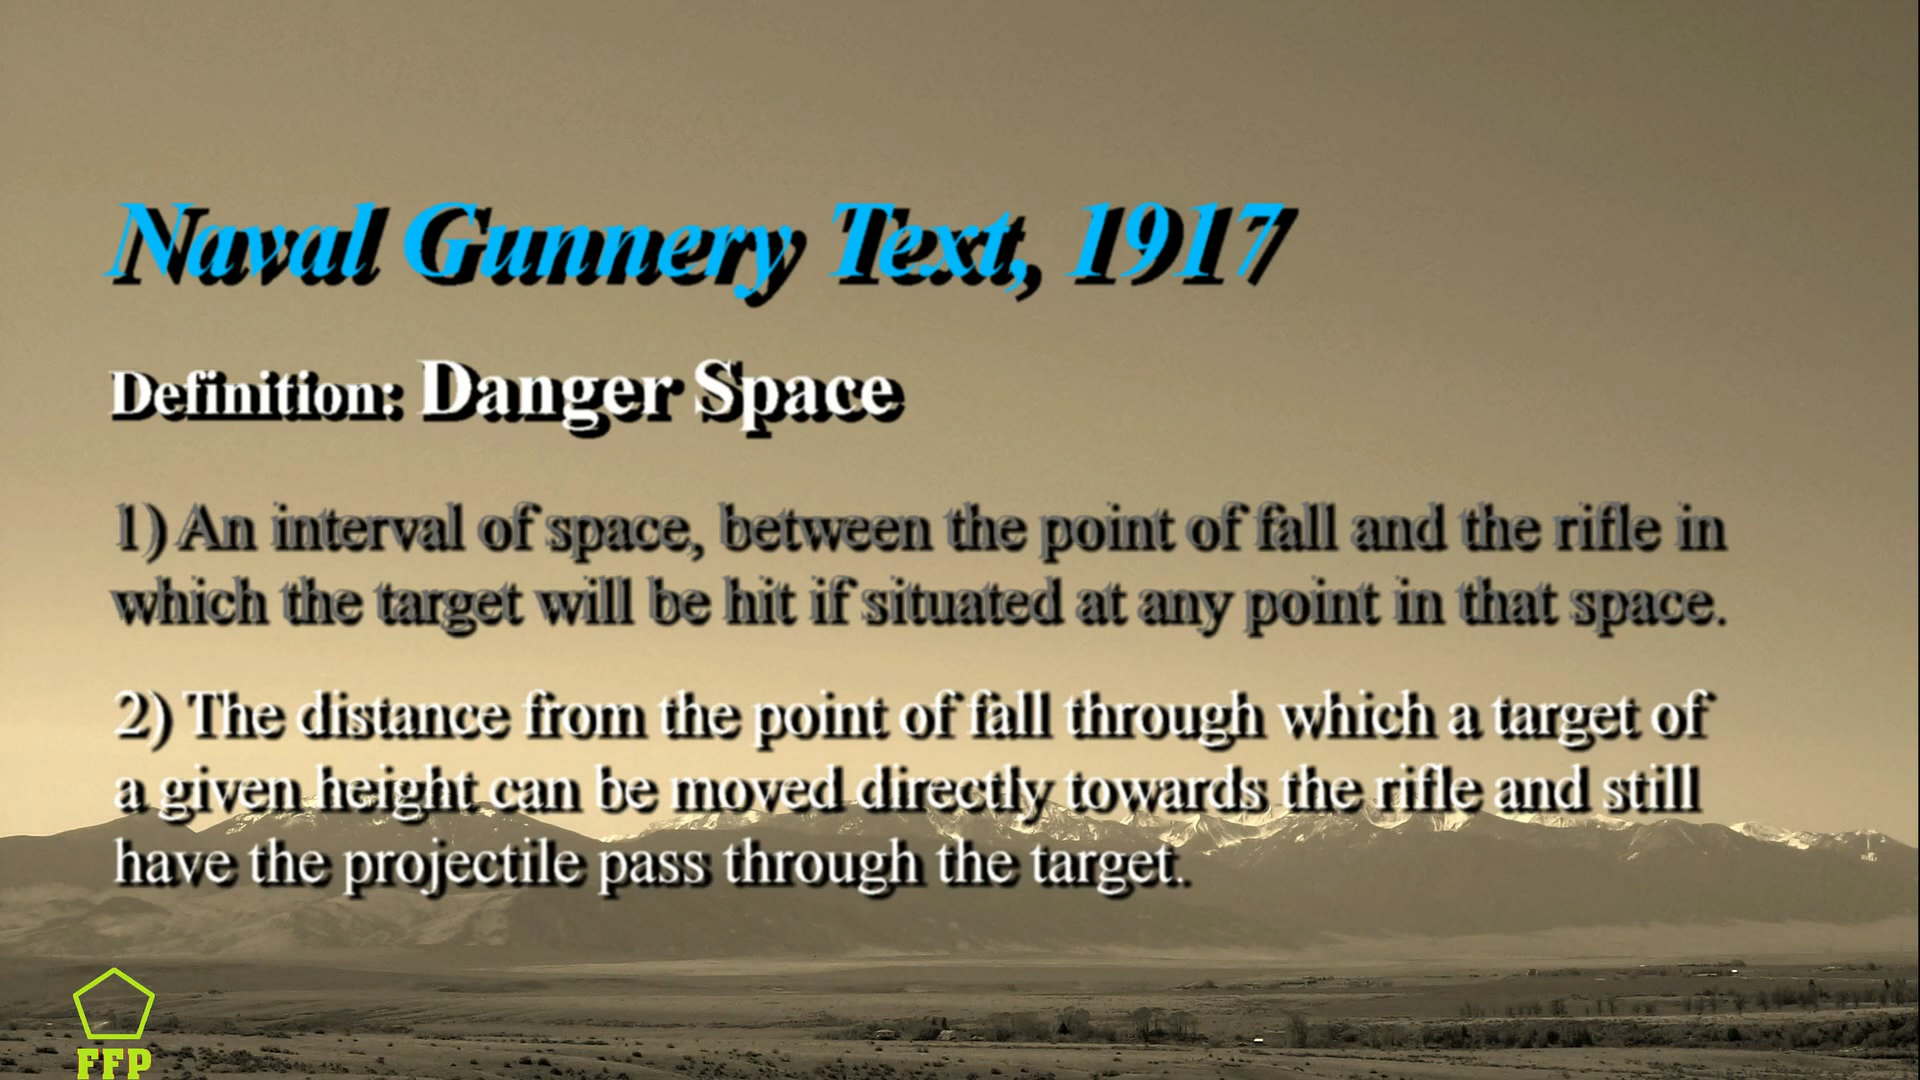 Naval Gunnery Text, 1917
Definition: Danger Space
1) An interval of space, between the point of fall and the rifle in
which the target will be hit if situated at any point in that space.
2) The distance from the point of fall through which a target of
a given height can be moved directly towards the rifle and still
have the projectile pass through the target.
FFP